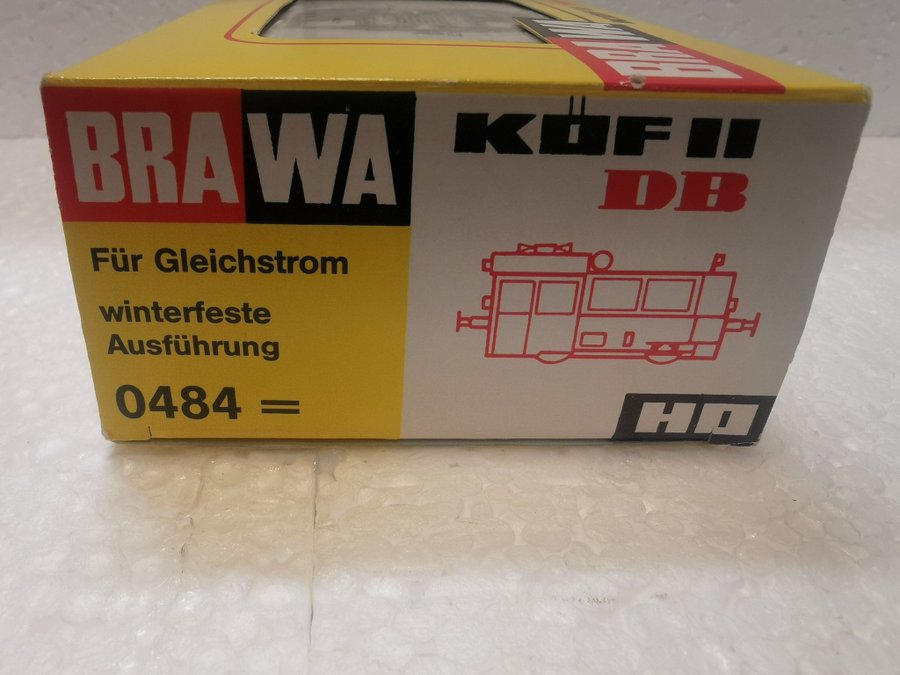 BRAWA
BRAWA
KÖF II
DB
Für Gleichstrom
winterfeste
Ausführung
0484 =
H0